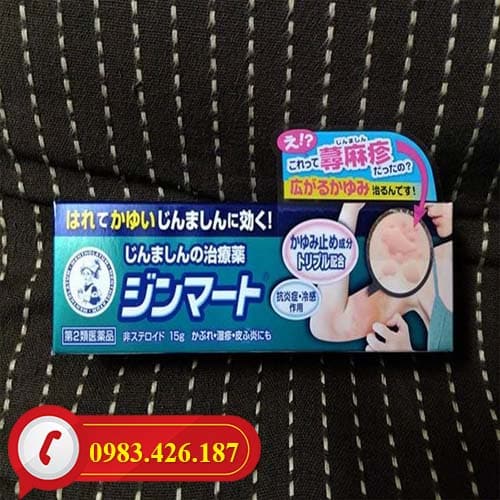 え!?
これって蕁麻疹だったの?
じんましん
広がるかゆみ 治るんです!
はれてかゆいじんましんに効く!
じんましんの治療薬
ジンマート
かゆみ止め成分
トリプル配合
抗炎症・冷感
作用
第2類医薬品 非ステロイド 15g かぶれ・湿疹・皮ふ炎にも
0983.426.187